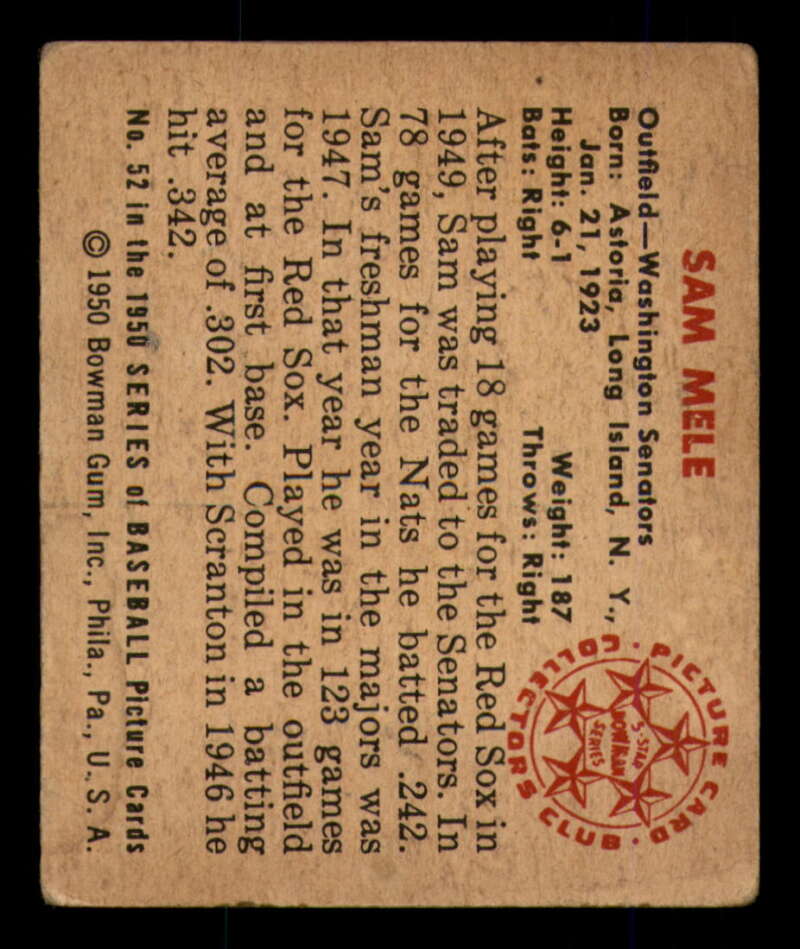 SAM MELE
Outfield—Washington Senators
Born: Astoria, Long Island, N. Y.,
Jan. 21, 1923
Height: 6-1 Weight: 187
Bats: Right Throws: Right
PICTURE CARD · COLLECTORS CLUB ·
5-STAR
BOWMAN
SERIES
After playing 18 games for the Red Sox in
1949, Sam was traded to the Senators. In
78 games for the Nats he batted .242.
Sam's freshman year in the majors was
1947. In that year he was in 123 games
for the Red Sox. Played in the outfield
and at first base. Compiled a batting
average of .302. With Scranton in 1946 he
hit .342.
No. 52 in the 1950 SERIES of BASEBALL Picture Cards
© 1950 Bowman Gum, Inc., Phila., Pa., U. S. A.